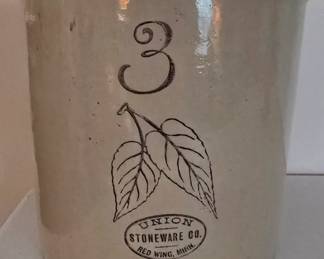 3
UNION
STONEWARE CO.
RED WING, MINN.